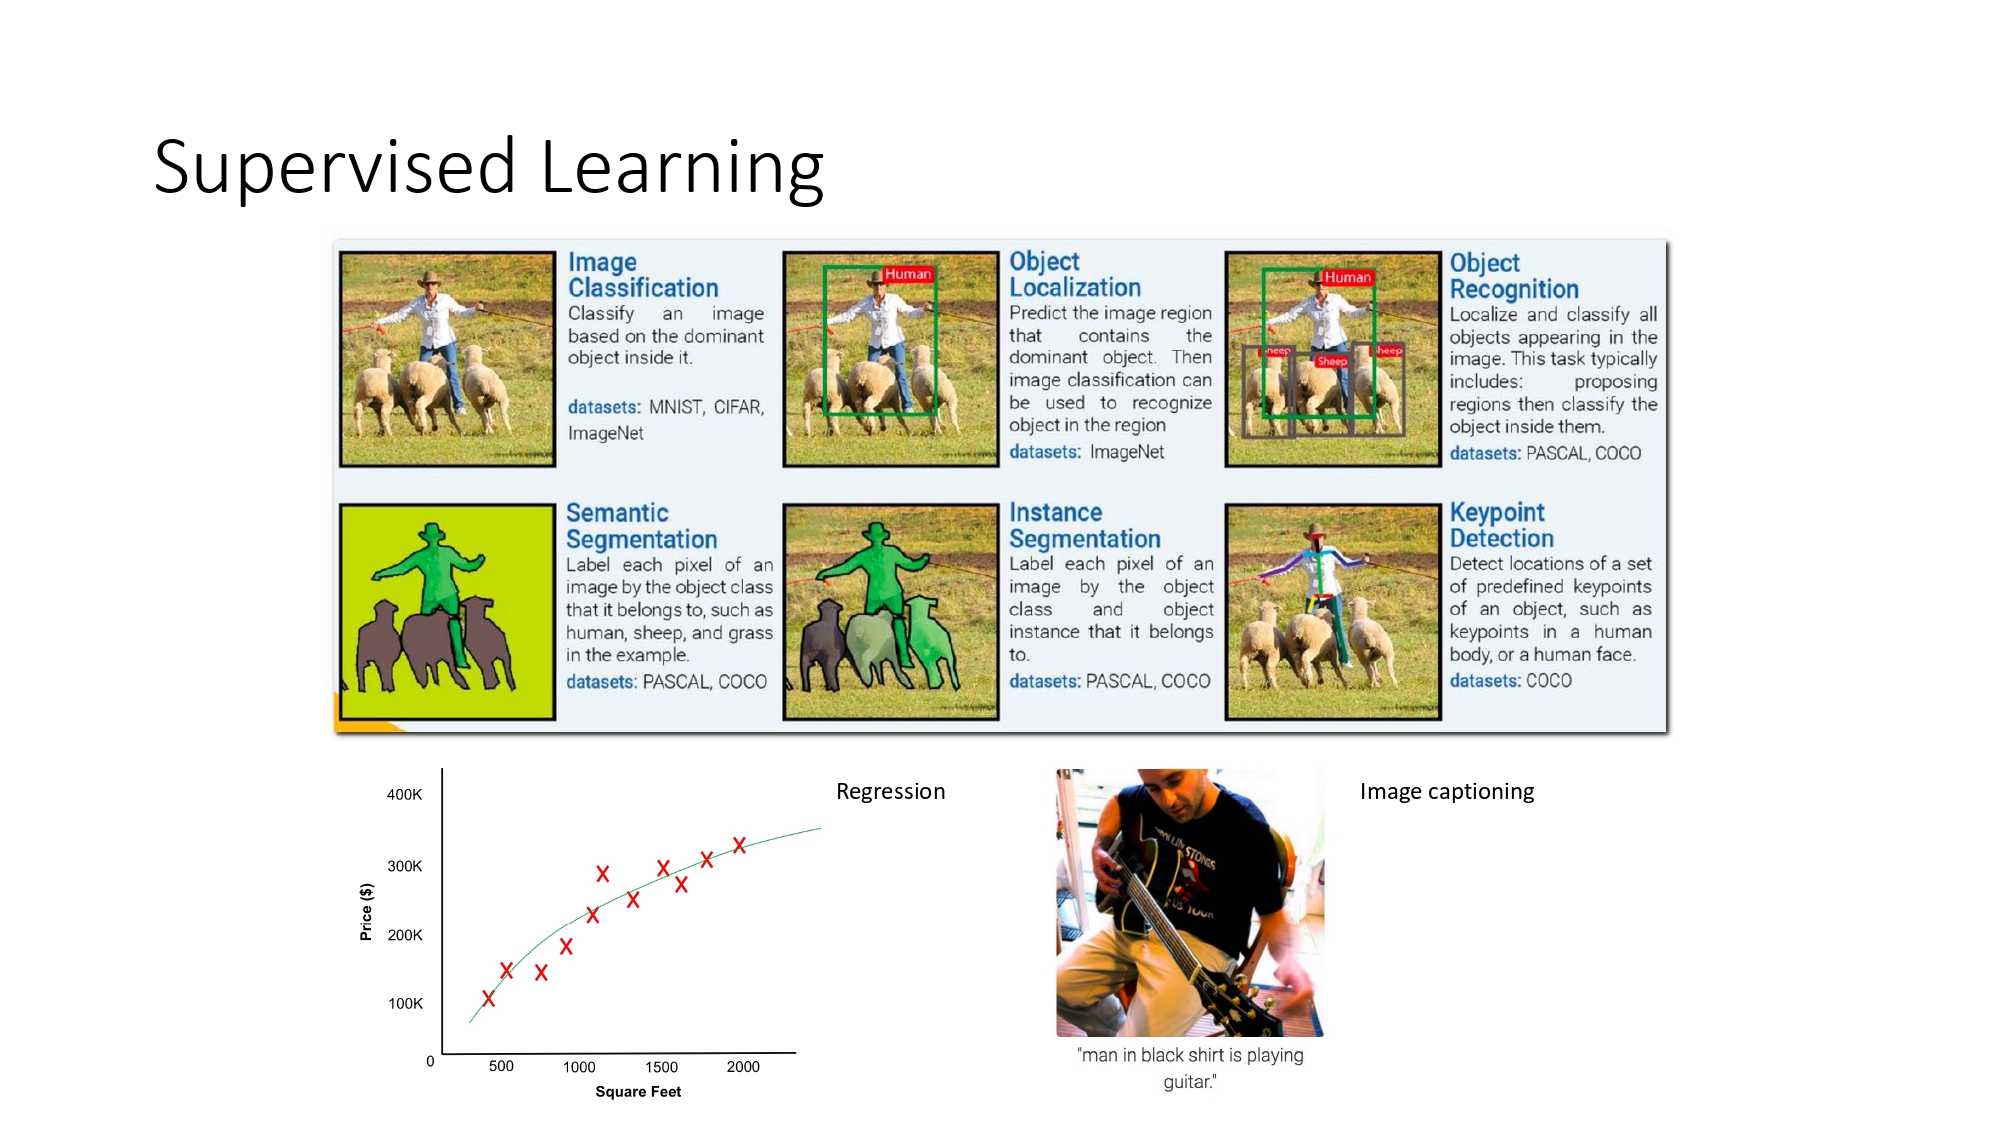 Supervised Learning
Image
Classification
Classify an image
based on the dominant
object inside it.
datasets: MNIST, CIFAR,
ImageNet
Human
Object
Localization
Predict the image region
that contains the
dominant object. Then
image classification can
be used to recognize
object in the region
datasets: ImageNet
Human
Sheep
Sheep
Sheep
Object
Recognition
Localize and classify all
objects appearing in the
image. This task typically
includes: proposing
regions then classify the
object inside them.
datasets: PASCAL, COCO
Semantic
Segmentation
Label each pixel of an
image by the object class
that it belongs to, such as
human, sheep, and grass
in the example.
datasets: PASCAL, COCO
Instance
Segmentation
Label each pixel of an
image by the object
class and object
instance that it belongs
to.
datasets: PASCAL, COCO
Keypoint
Detection
Detect locations of a set
of predefined keypoints
of an object, such as
keypoints in a human
body, or a human face.
datasets: COCO
400K
300K
200K
100K
0
Price ($)
500 1000 1500 2000
Square Feet
Regression
STONES
US TOUR
"man in black shirt is playing
guitar."
Image captioning